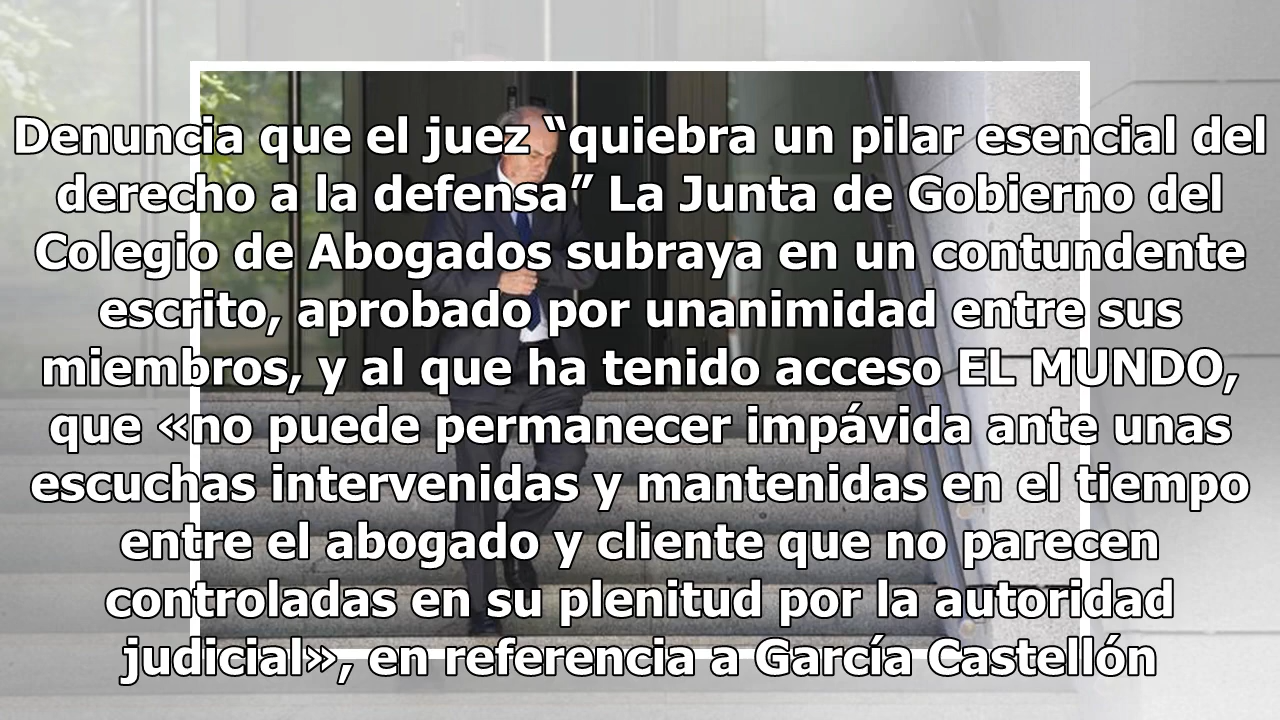 Denuncia que el juez “quiebra un pilar esencial del
derecho a la defensa” La Junta de Gobierno del
Colegio de Abogados subraya en un contundente
escrito, aprobado por unanimidad entre sus
miembros, y al que ha tenido acceso EL MUNDO,
que «no puede permanecer impávida ante unas
escuchas intervenidas y mantenidas en el tiempo
entre el abogado y cliente que no parecen
controladas en su plenitud por la autoridad
judicial», en referencia a García Castellón